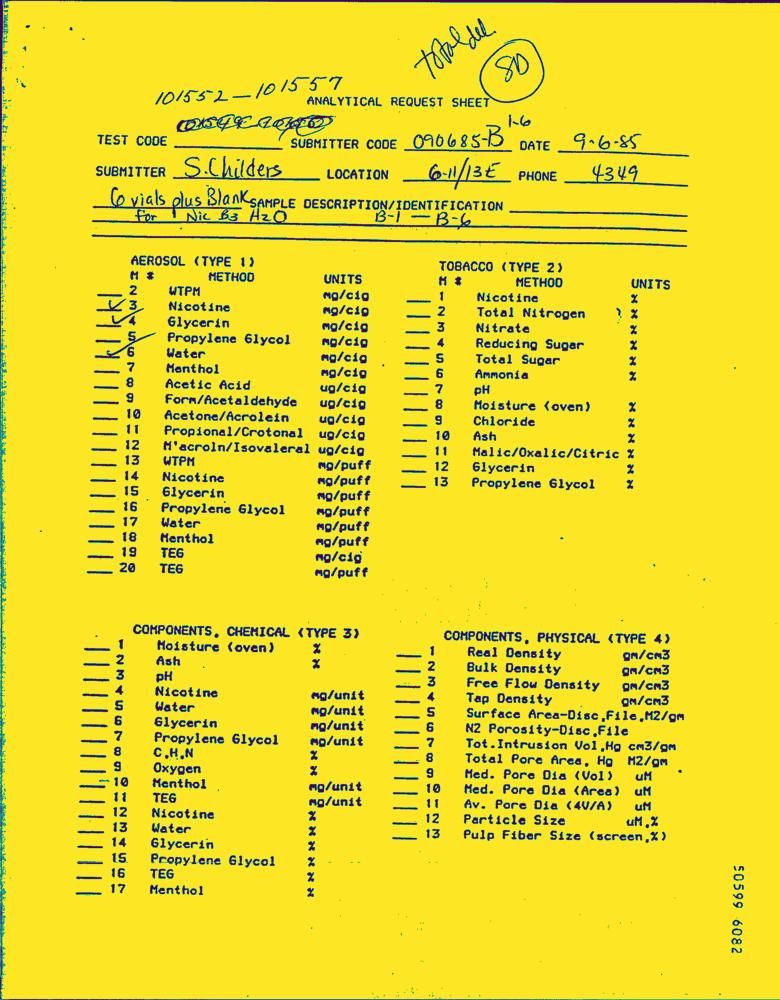 total del
80
101552-101557
ANALYTICAL REQUEST SHEET
TEST CODE SUBMITTER CODE 090685-B 1-6 DATE 9-6-85
SUBMITTER S. Childers LOCATION 611/13E PHONE 4349
6 vials plus Blank SAMPLE DESCRIPTION/IDENTIFICATION
for Nic B3 H2O B-1 — B-6
AEROSOL (TYPE 1)
M # METHOD UNITS
2 WTPM mg/cig
✓ 3 Nicotine mg/cig
✓ 4 Glycerin mg/cig
5 Propylene Glycol mg/cig
✓ 6 Water mg/cig
7 Menthol mg/cig
8 Acetic Acid ug/cig
9 Form/Acetaldehyde ug/cig
10 Acetone/Acrolein ug/cig
11 Propional/Crotonal ug/cig
12 M'acroln/Isovaleral ug/cig
13 WTPM mg/puff
14 Nicotine mg/puff
15 Glycerin mg/puff
16 Propylene Glycol mg/puff
17 Water mg/puff
18 Menthol mg/puff
19 TEG mg/cig
20 TEG mg/puff
TOBACCO (TYPE 2)
M # METHOD UNITS
1 Nicotine %
2 Total Nitrogen %
3 Nitrate %
4 Reducing Sugar %
5 Total Sugar %
6 Ammonia %
7 pH
8 Moisture (oven) %
9 Chloride %
10 Ash %
11 Malic/Oxalic/Citric %
12 Glycerin %
13 Propylene Glycol %
COMPONENTS, CHEMICAL (TYPE 3)
1 Moisture (oven) %
2 Ash %
3 pH
4 Nicotine mg/unit
5 Water mg/unit
6 Glycerin mg/unit
7 Propylene Glycol mg/unit
8 C,H,N %
9 Oxygen %
10 Menthol mg/unit
11 TEG mg/unit
12 Nicotine %
13 Water %
14 Glycerin %
15 Propylene Glycol %
16 TEG %
17 Menthol %
COMPONENTS, PHYSICAL (TYPE 4)
1 Real Density gm/cm3
2 Bulk Density gm/cm3
3 Free Flow Density gm/cm3
4 Tap Density gm/cm3
5 Surface Area-Disc,File,M2/gm
6 N2 Porosity-Disc,File
7 Tot.Intrusion Vol,Hg cm3/gm
8 Total Pore Area, Hg M2/gm
9 Med. Pore Dia (Vol) uM
10 Med. Pore Dia (Area) uM
11 Av. Pore Dia (4V/A) uM
12 Particle Size uM,%
13 Pulp Fiber Size (screen,%)
50599 6082